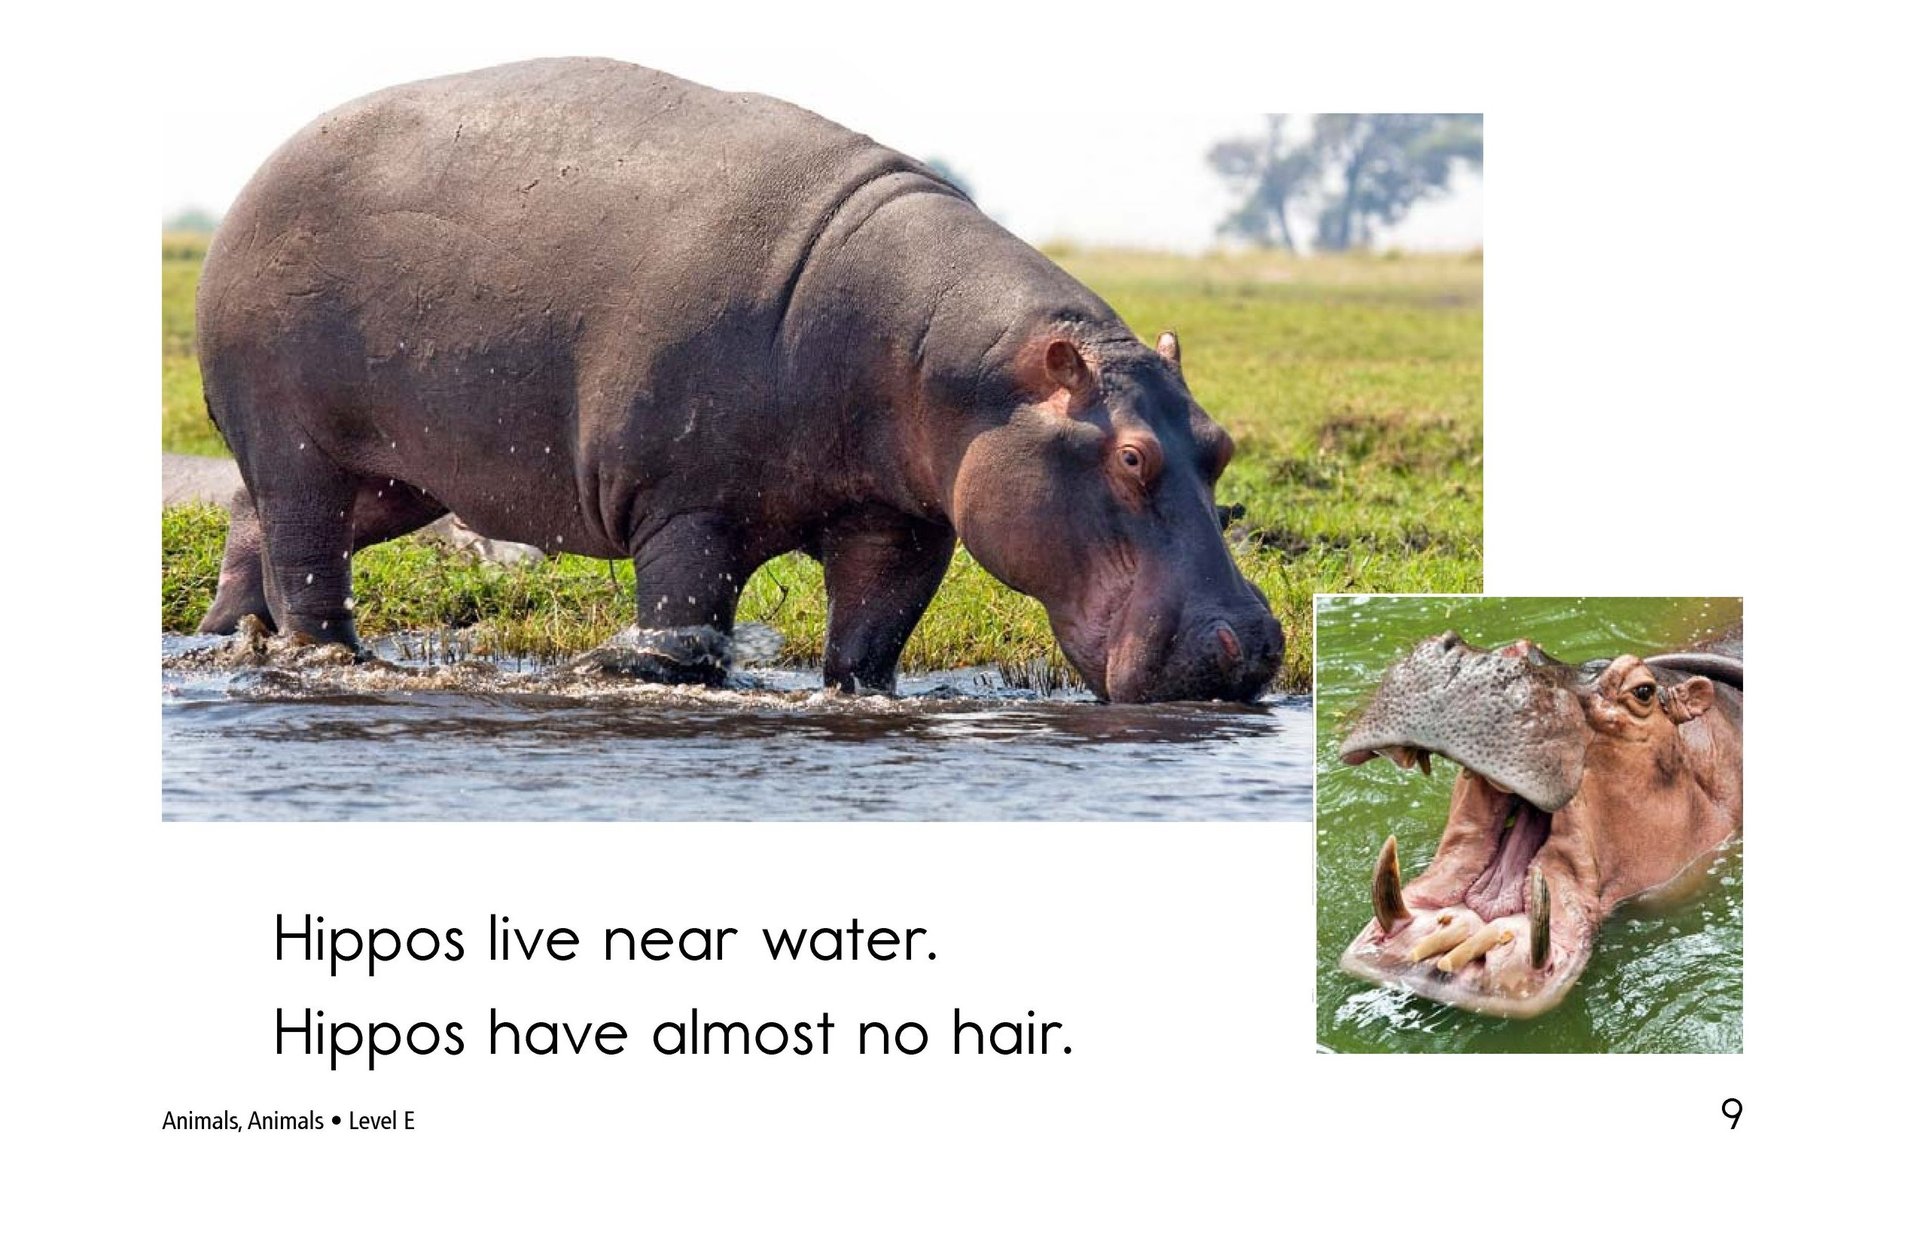 Hippos live near water.
Hippos have almost no hair.
Animals, Animals • Level E
9